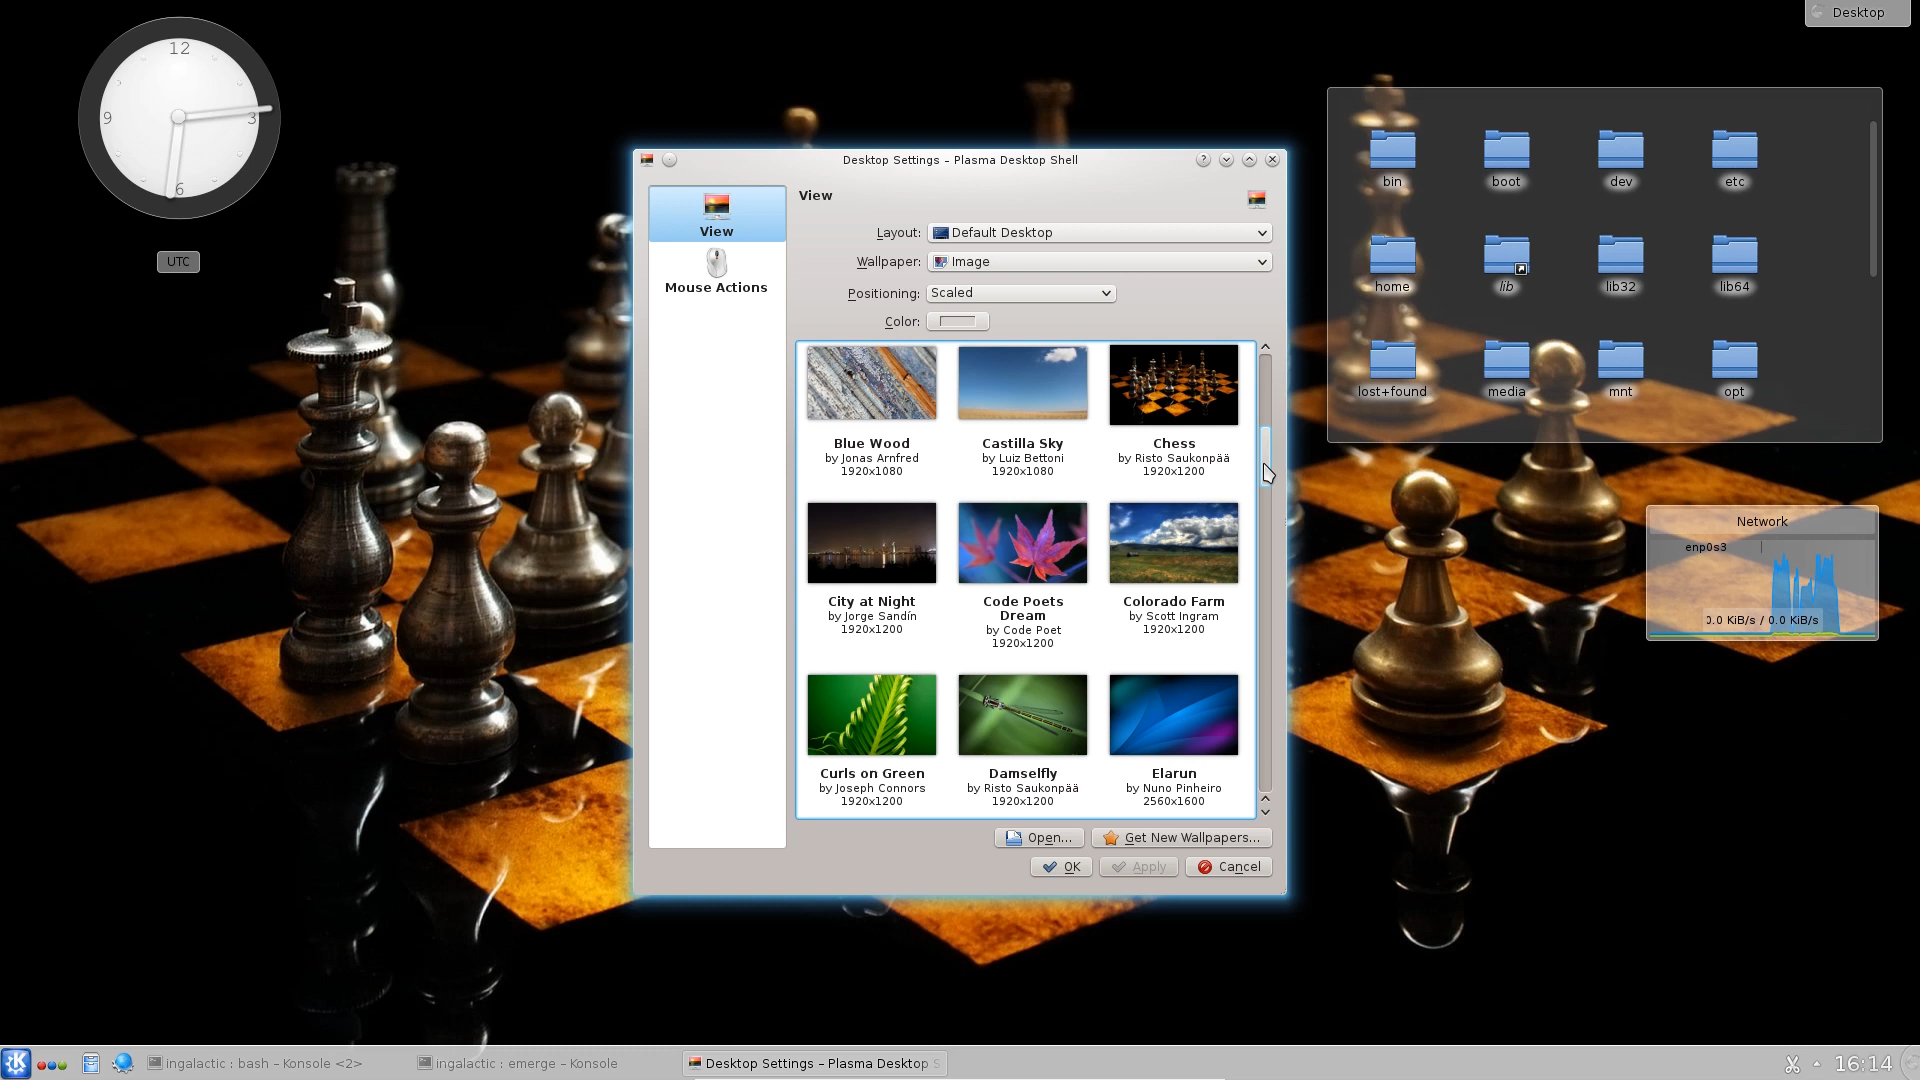 Desktop
12
9
3
6
UTC
Desktop Settings – Plasma Desktop Shell
View
Mouse Actions
View
Layout: Default Desktop
Wallpaper: Image
Positioning: Scaled
Color:
Blue Wood
by Jonas Arnfred
1920x1080
Castilla Sky
by Luiz Bettoni
1920x1080
Chess
by Risto Saukonpää
1920x1200
City at Night
by Jorge Sandín
1920x1200
Code Poets
Dream
by Code Poet
1920x1200
Colorado Farm
by Scott Ingram
1920x1200
Curls on Green
by Joseph Connors
1920x1200
Damselfly
by Risto Saukonpää
1920x1200
Elarun
by Nuno Pinheiro
2560x1600
Open...
Get New Wallpapers...
OK
Apply
Cancel
bin boot dev etc
home lib lib32 lib64
lost+found media mnt opt
Network
enp0s3
0.0 KiB/s / 0.0 KiB/s
ingalactic : bash – Konsole <2>
ingalactic : emerge – Konsole
Desktop Settings – Plasma Desktop S
16:14